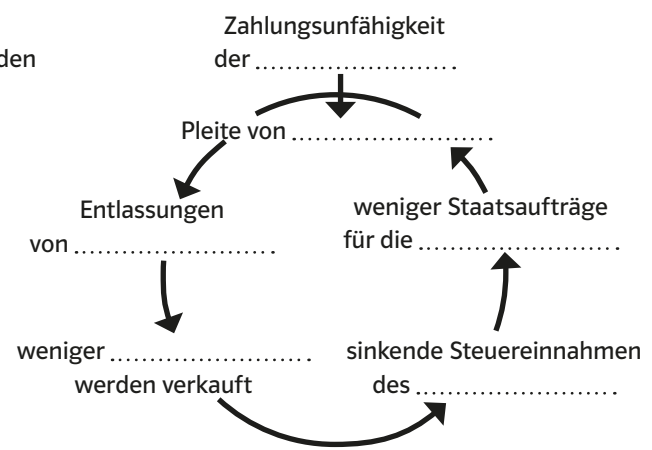 Zahlungsunfähigkeit
den
der ........................
Pleite von ........................
Entlassungen
von ........................
weniger Staatsaufträge
für die ........................
weniger ........................
werden verkauft
sinkende Steuereinnahmen
des ........................